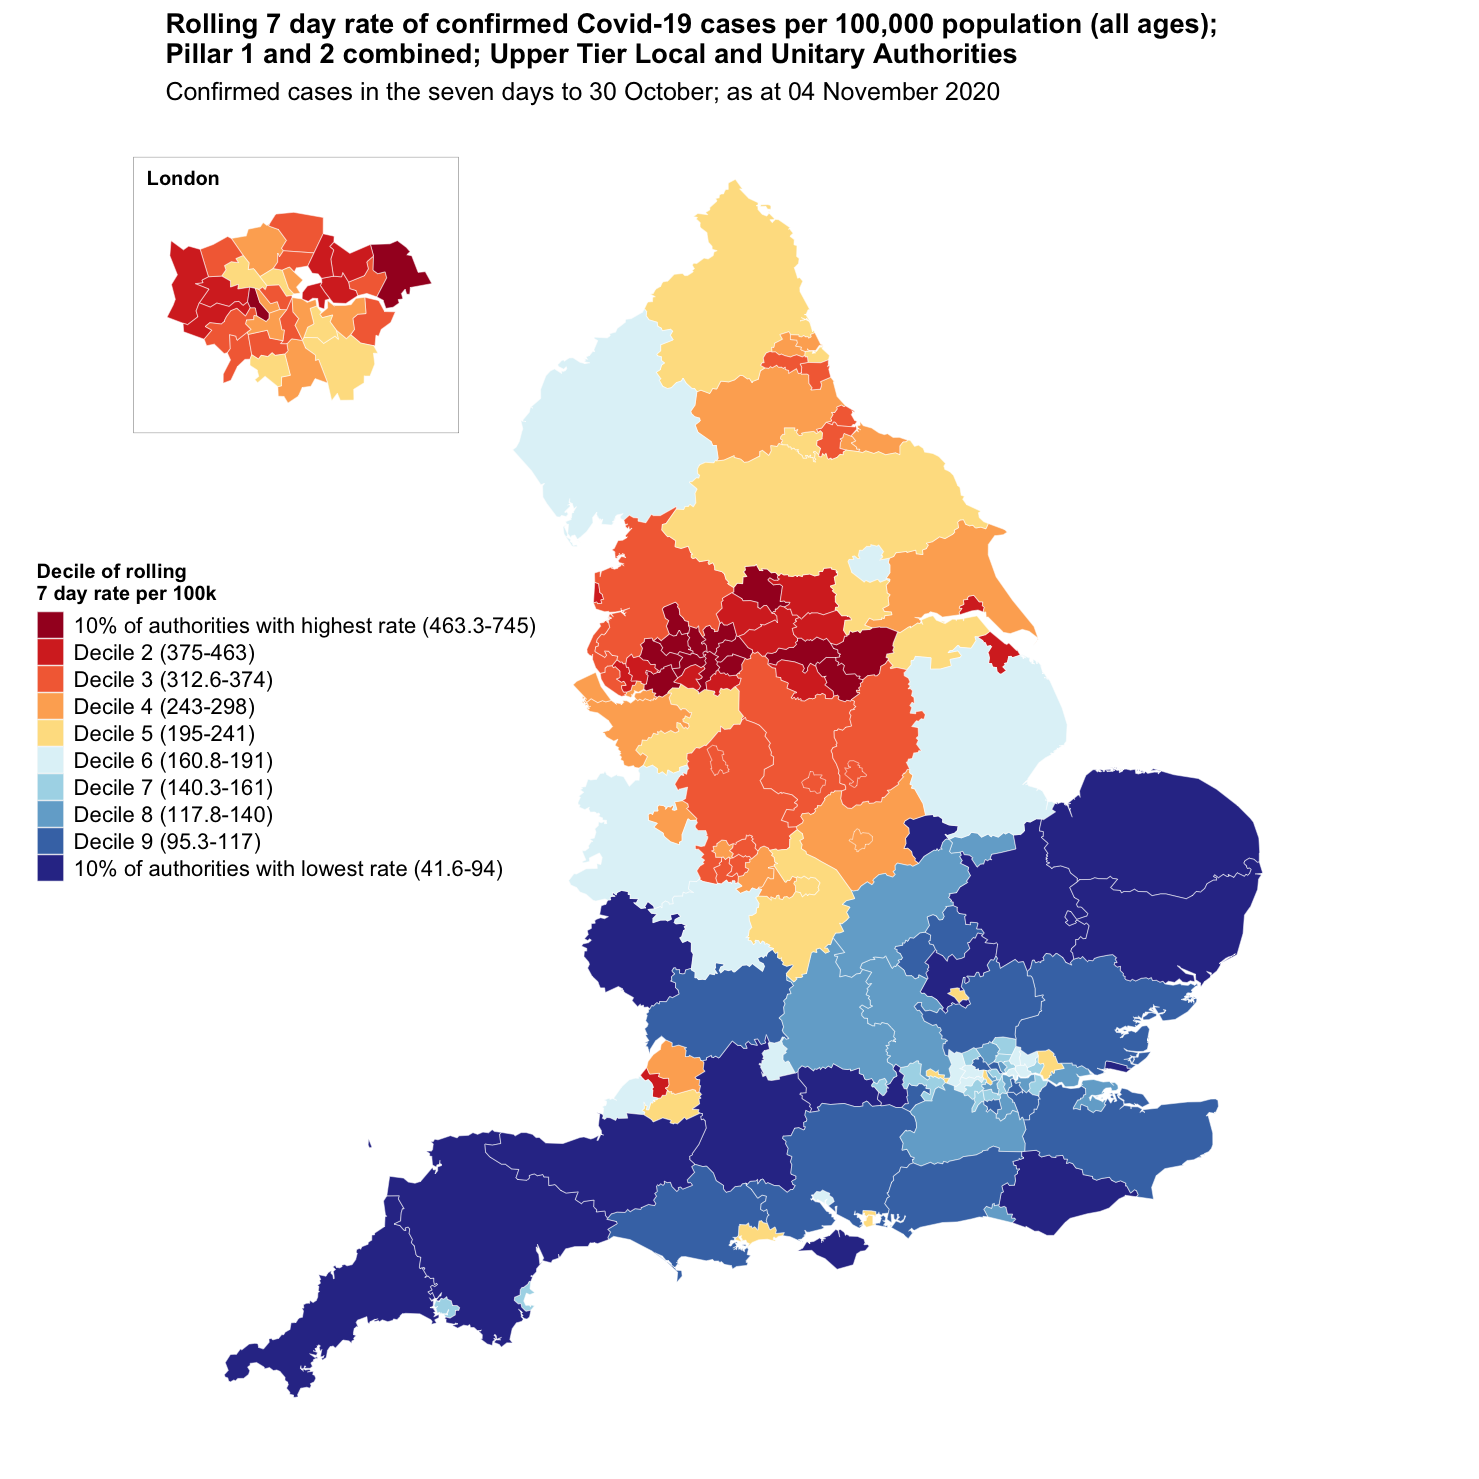 Rolling 7 day rate of confirmed Covid-19 cases per 100,000 population (all ages);
Pillar 1 and 2 combined; Upper Tier Local and Unitary Authorities
Confirmed cases in the seven days to 30 October; as at 04 November 2020
London
Decile of rolling
7 day rate per 100k
10% of authorities with highest rate (463.3-745)
Decile 2 (375-463)
Decile 3 (312.6-374)
Decile 4 (243-298)
Decile 5 (195-241)
Decile 6 (160.8-191)
Decile 7 (140.3-161)
Decile 8 (117.8-140)
Decile 9 (95.3-117)
10% of authorities with lowest rate (41.6-94)